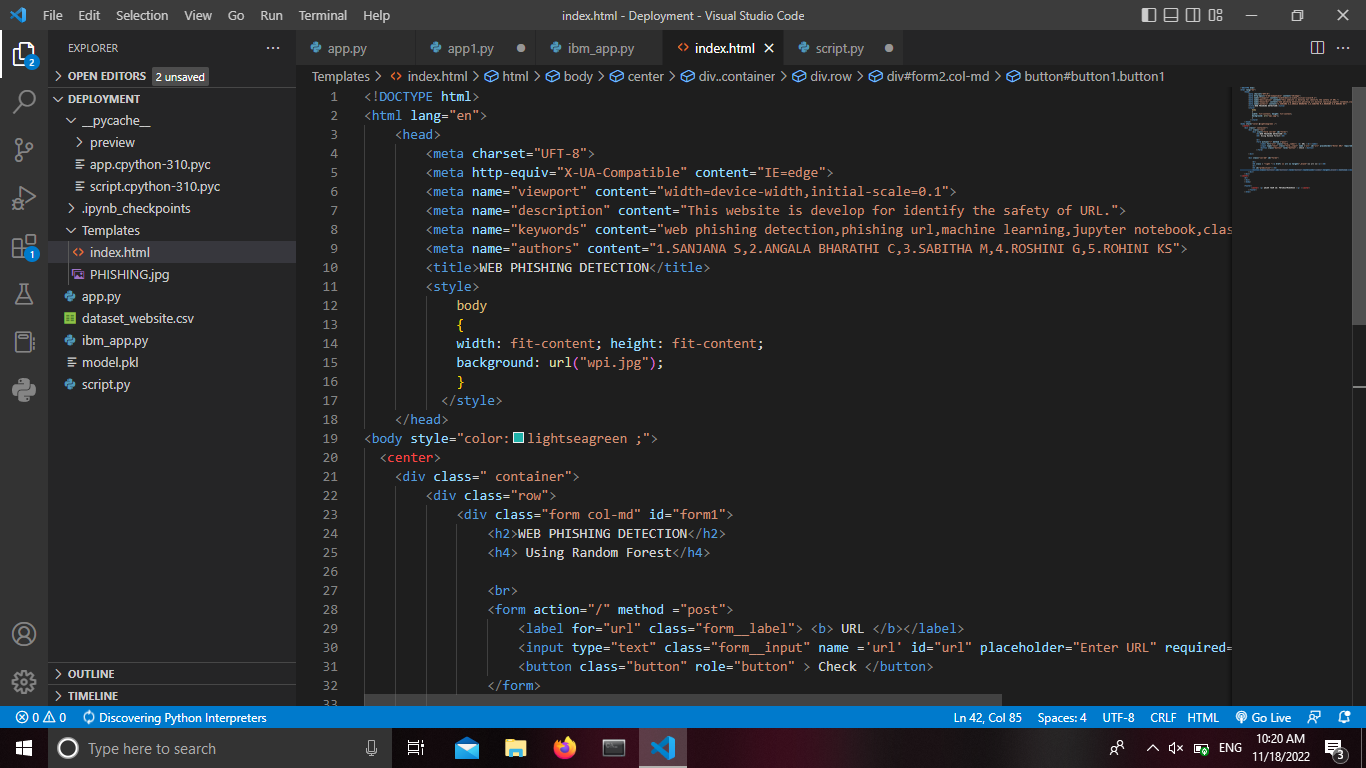 File Edit Selection View Go Run Terminal Help index.html - Deployment - Visual Studio Code
EXPLORER
OPEN EDITORS 2 unsaved
DEPLOYMENT
__pycache__
preview
app.cpython-310.pyc
script.cpython-310.pyc
.ipynb_checkpoints
Templates
index.html
PHISHING.jpg
app.py
dataset_website.csv
ibm_app.py
model.pkl
script.py
OUTLINE
TIMELINE
2
1
app.py app1.py ibm_app.py index.html script.py
Templates > index.html > html > body > center > div..container > div.row > div#form2.col-md > button#button1.button1
1 <!DOCTYPE html>
2 <html lang="en">
3 <head>
4 <meta charset="UFT-8">
5 <meta http-equiv="X-UA-Compatible" content="IE=edge">
6 <meta name="viewport" content="width=device-width,initial-scale=0.1">
7 <meta name="description" content="This website is develop for identify the safety of URL.">
8 <meta name="keywords" content="web phishing detection,phishing url,machine learning,jupyter notebook,clas
9 <meta name="authors" content="1.SANJANA S,2.ANGALA BHARATHI C,3.SABITHA M,4.ROSHINI G,5.ROHINI KS">
10 <title>WEB PHISHING DETECTION</title>
11 <style>
12 body
13 {
14 width: fit-content; height: fit-content;
15 background: url("wpi.jpg");
16 }
17 </style>
18 </head>
19 <body style="color:lightseagreen ;">
20 <center>
21 <div class=" container">
22 <div class="row">
23 <div class="form col-md" id="form1">
24 <h2>WEB PHISHING DETECTION</h2>
25 <h4> Using Random Forest</h4>
26
27 <br>
28 <form action="/" method ="post">
29 <label for="url" class="form__label"> <b> URL </b></label>
30 <input type="text" class="form__input" name ='url' id="url" placeholder="Enter URL" required=
31 <button class="button" role="button" > Check </button>
32 </form>
33
0 0 Discovering Python Interpreters Ln 42, Col 85 Spaces: 4 UTF-8 CRLF HTML Go Live
Type here to search ENG 10:20 AM
11/18/2022 3